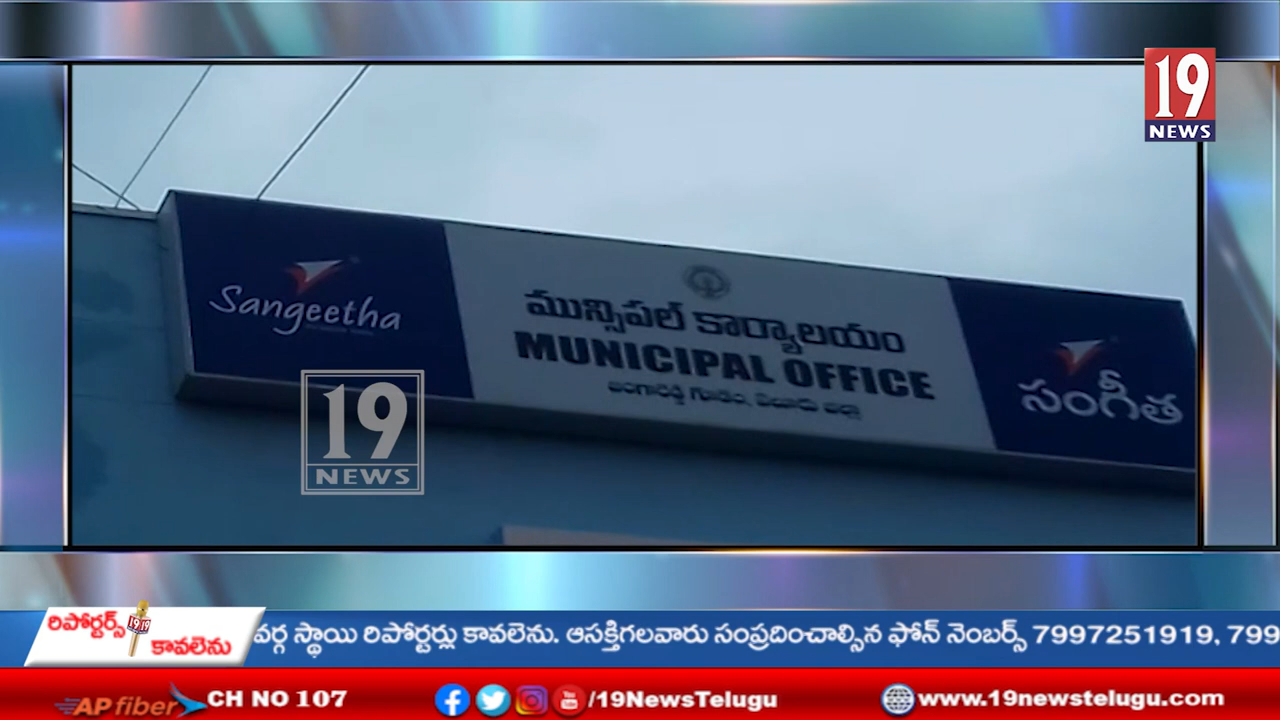 19
NEWS
Sangeetha
మున్సిపల్ కార్యాలయం
MUNICIPAL OFFICE
జంగారెడ్డి గూడెం, ఏలూరు జిల్లా
సంగీత
19
NEWS
రిపోర్టర్స్
కావలెను
వర్గ స్థాయి రిపోర్టర్లు కావలెను. ఆసక్తిగలవారు సంప్రదించాల్సిన ఫోన్ నెంబర్స్ 7997251919, 799
AP fiber CH NO 107
/19NewsTelugu
www.19newstelugu.com